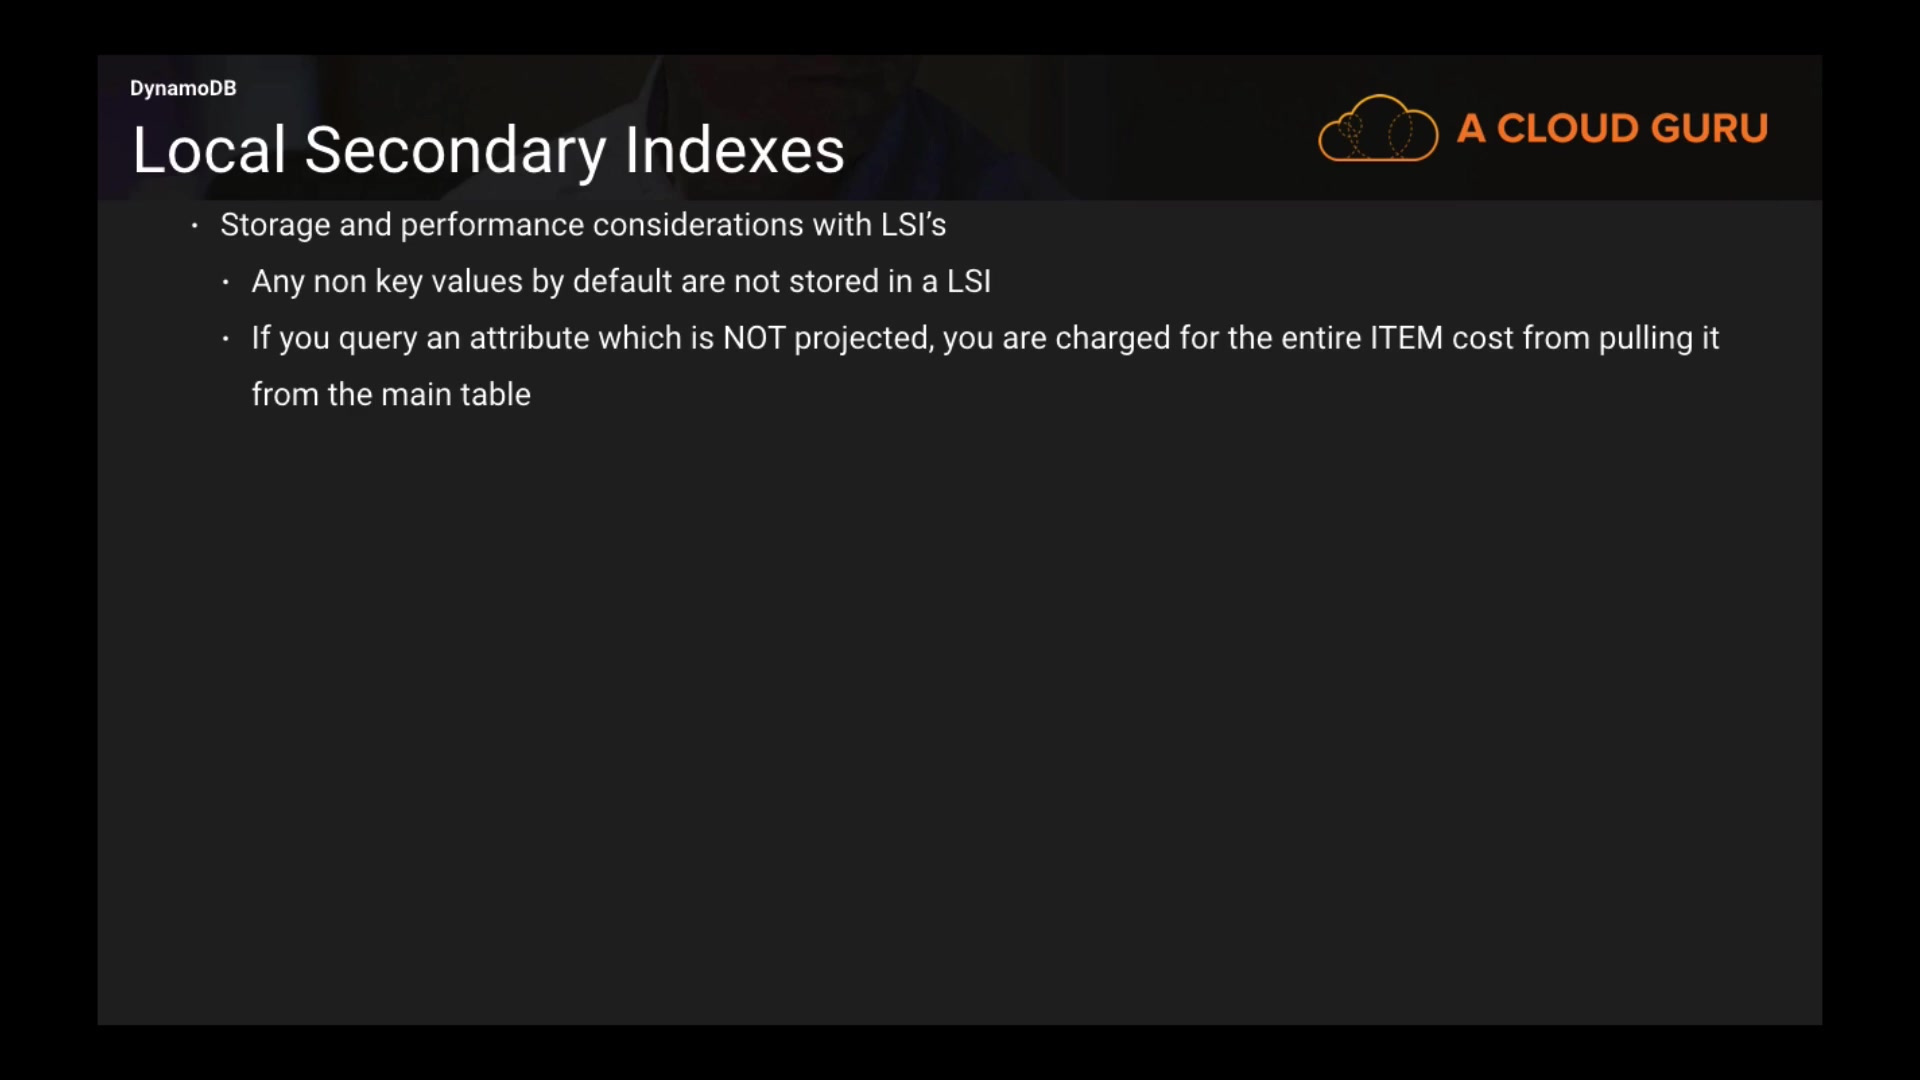 DynamoDB
Local Secondary Indexes
A CLOUD GURU
· Storage and performance considerations with LSI’s
· Any non key values by default are not stored in a LSI
· If you query an attribute which is NOT projected, you are charged for the entire ITEM cost from pulling it
from the main table